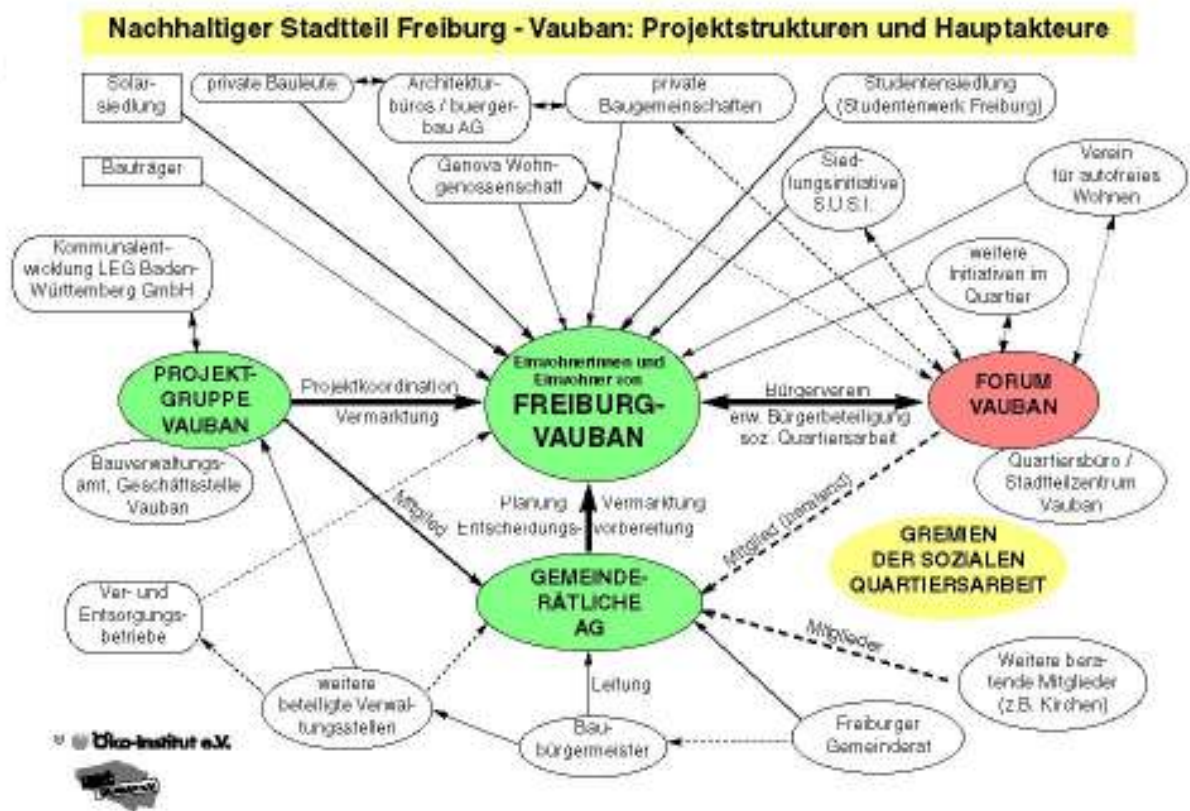 Nachhaltiger Stadtteil Freiburg - Vauban: Projektstrukturen und Hauptakteure
Solar-
siedlung
private Bauleute
Architektur-
büros / buerger-
bau AG
private
Baugemeinschaften
Studentensiedlung
(Studentenwerk Freiburg)
Bauträger
Genova Wohn-
genossenschaft
Sied-
lungsinitiative
S.U.S.I.
Verein
für autofreies
Wohnen
Kommunalent-
wicklung LEG Baden-
Württemberg GmbH
weitere
Initiativen im
Quartier
PROJEKT-
GRUPPE
VAUBAN
Projektkoordination
Vermarktung
Einwohnerinnen und
Einwohner von
FREIBURG-
VAUBAN
Bürgerverein
erw. Bürgerbeteiligung
soz. Quartiersarbeit
FORUM
VAUBAN
Bauverwaltungs-
amt, Geschäftsstelle
Vauban
Quartiersbüro /
Stadtteilzentrum
Vauban
Mitglied
Planung
Vermarktung
Entscheidungs-
vorbereitung
Mitglied (beratend)
GREMIEN
DER SOZIALEN
QUARTIERSARBEIT
GEMEINDE-
RÄTLICHE
AG
Ver- und
Entsorgungs-
betriebe
Mitglieder
Leitung
weitere
beteiligte Verwal-
tungsstellen
Bau-
bürgermeister
Freiburger
Gemeinderat
Weitere bera-
tende Mitglieder
(z.B. Kirchen)
Öko-Institut e.V.